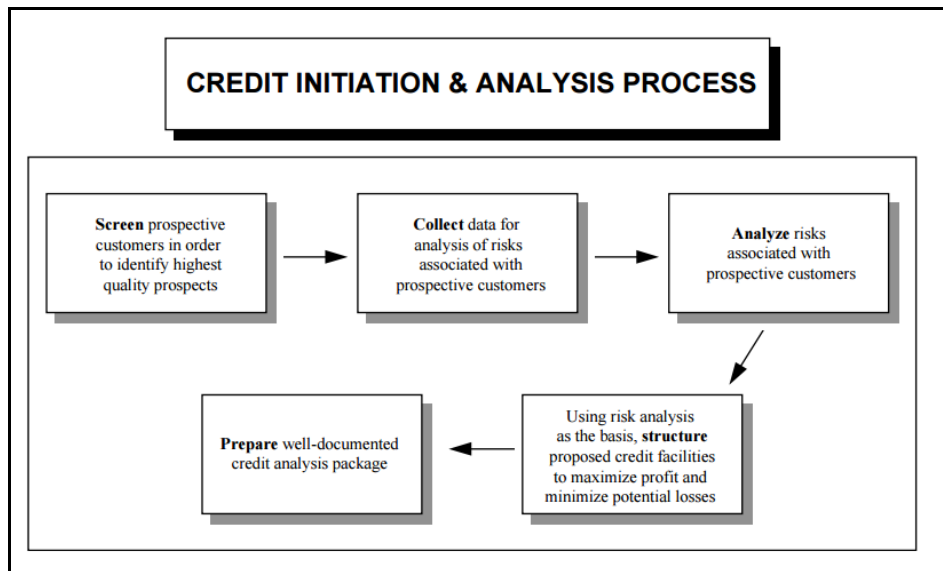 CREDIT INITIATION & ANALYSIS PROCESS
Screen prospective
customers in order
to identify highest
quality prospects
Collect data for
analysis of risks
associated with
prospective customers
Analyze risks
associated with
prospective customers
Using risk analysis
as the basis, structure
proposed credit facilities
to maximize profit and
minimize potential losses
Prepare well-documented
credit analysis package